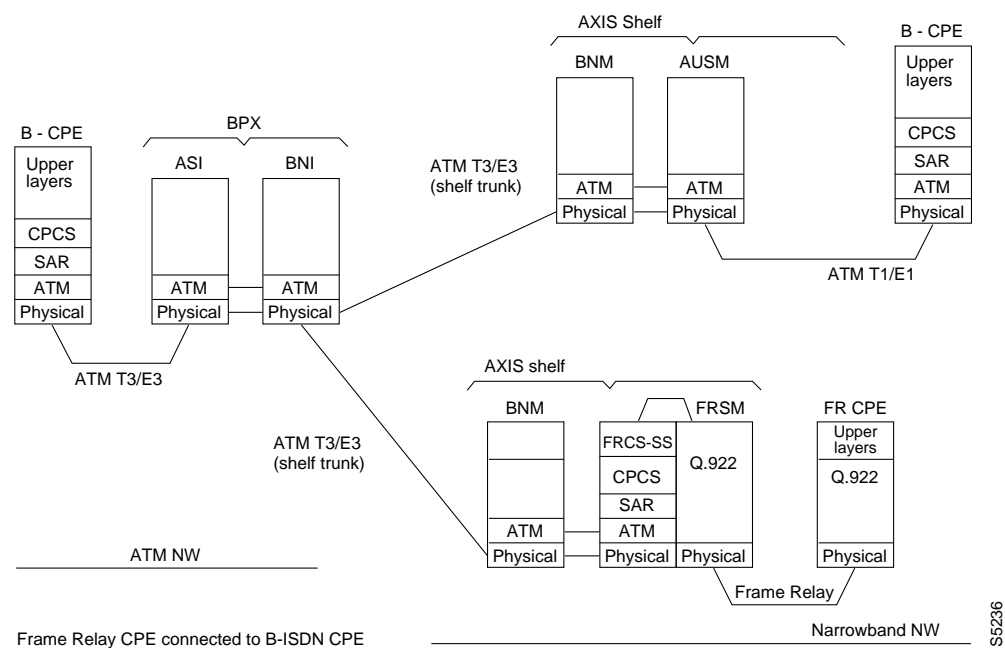 AXIS Shelf
B - CPE
BNM
AUSM
Upper
layers
CPCS
SAR
ATM
Physical
BPX
B - CPE
ASI
BNI
Upper
layers
CPCS
SAR
ATM
Physical
ATM
Physical
ATM
Physical
ATM T3/E3
(shelf trunk)
ATM
Physical
ATM
Physical
ATM T1/E1
ATM T3/E3
AXIS shelf
BNM
FRSM
FR CPE
ATM T3/E3
(shelf trunk)
FRCS-SS
CPCS
SAR
ATM
Physical
Q.922
Physical
Upper
layers
Q.922
Physical
ATM
Physical
Frame Relay
ATM NW
Narrowband NW
Frame Relay CPE connected to B-ISDN CPE
S5236